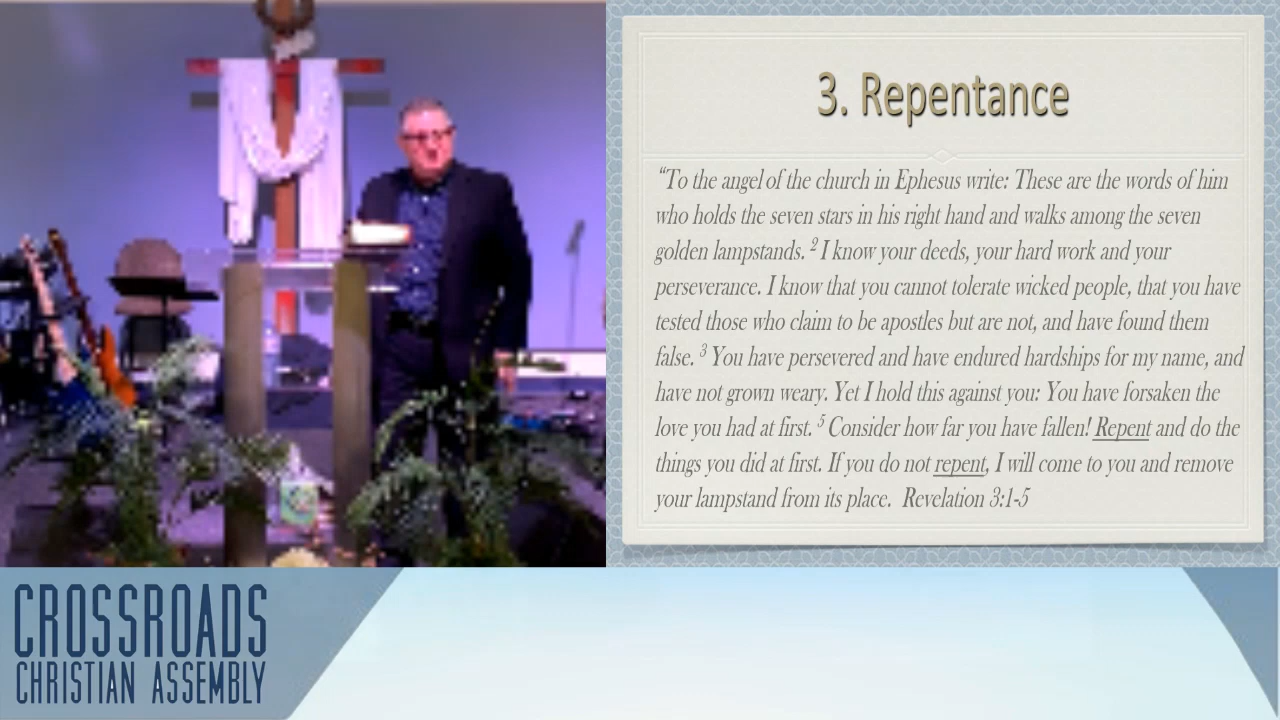 3. Repentance
“To the angel of the church in Ephesus write: These are the words of him
who holds the seven stars in his right hand and walks among the seven
golden lampstands. ² I know your deeds, your hard work and your
perseverance. I know that you cannot tolerate wicked people, that you have
tested those who claim to be apostles but are not, and have found them
false. ³ You have persevered and have endured hardships for my name, and
have not grown weary. Yet I hold this against you: You have forsaken the
love you had at first. ⁵ Consider how far you have fallen! Repent and do the
things you did at first. If you do not repent, I will come to you and remove
your lampstand from its place.  Revelation 3:1-5
CROSSROADS
CHRISTIAN ASSEMBLY